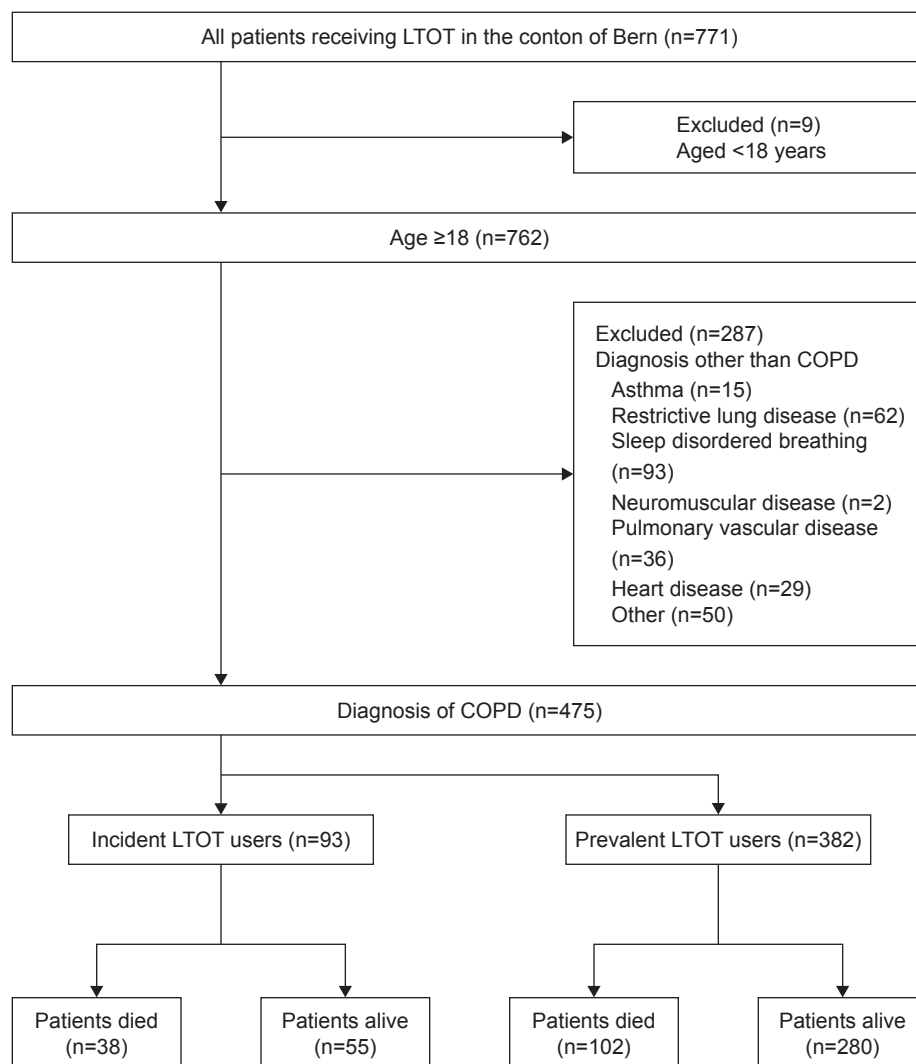 All patients receiving LTOT in the conton of Bern (n=771)
Excluded (n=9)
Aged <18 years
Age ≥18 (n=762)
Excluded (n=287)
Diagnosis other than COPD
Asthma (n=15)
Restrictive lung disease (n=62)
Sleep disordered breathing
(n=93)
Neuromuscular disease (n=2)
Pulmonary vascular disease
(n=36)
Heart disease (n=29)
Other (n=50)
Diagnosis of COPD (n=475)
Incident LTOT users (n=93)
Prevalent LTOT users (n=382)
Patients died
(n=38)
Patients alive
(n=55)
Patients died
(n=102)
Patients alive
(n=280)